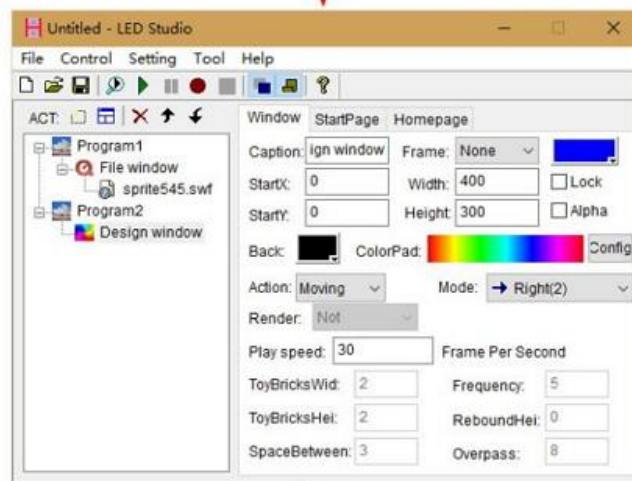 Untitled - LED Studio
File Control Setting Tool Help
ACT:
Program1
File window
sprite545.swf
Program2
Design window
Window StartPage Homepage
Caption: ign window Frame: None
StartX: 0 Width: 400 Lock
StartY: 0 Height: 300 Alpha
Back: ColorPad: Config
Action: Moving Mode: Right(2)
Render: Not
Play speed: 30 Frame Per Second
ToyBricksWid: 2 Frequency: 5
ToyBricksHei: 2 ReboundHei: 0
SpaceBetween: 3 Overpass: 8